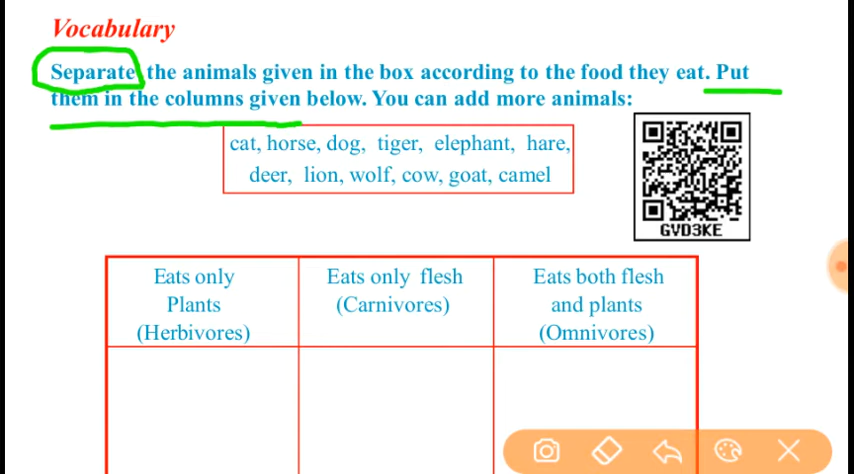 Vocabulary
Separate the animals given in the box according to the food they eat. Put
them in the columns given below. You can add more animals:
cat, horse, dog, tiger, elephant, hare,
deer, lion, wolf, cow, goat, camel
GVD3KE
Eats only
Plants
(Herbivores)
Eats only flesh
(Carnivores)
Eats both flesh
and plants
(Omnivores)